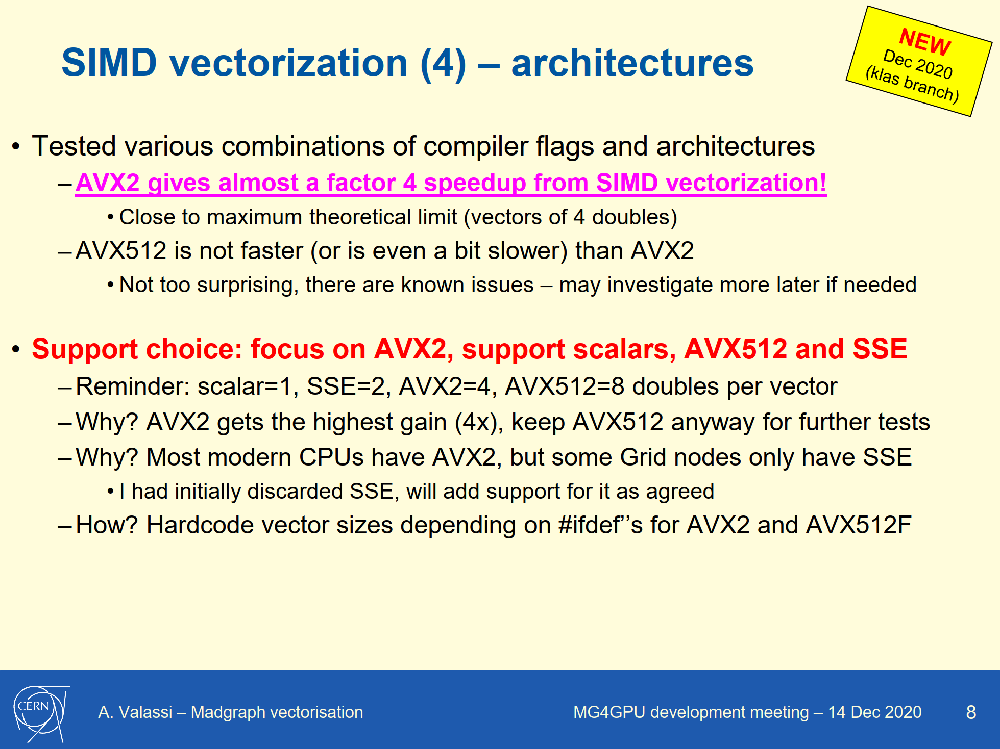 SIMD vectorization (4) – architectures
NEW
Dec 2020
(klas branch)
• Tested various combinations of compiler flags and architectures
– AVX2 gives almost a factor 4 speedup from SIMD vectorization!
• Close to maximum theoretical limit (vectors of 4 doubles)
– AVX512 is not faster (or is even a bit slower) than AVX2
• Not too surprising, there are known issues – may investigate more later if needed
• Support choice: focus on AVX2, support scalars, AVX512 and SSE
– Reminder: scalar=1, SSE=2, AVX2=4, AVX512=8 doubles per vector
– Why? AVX2 gets the highest gain (4x), keep AVX512 anyway for further tests
– Why? Most modern CPUs have AVX2, but some Grid nodes only have SSE
• I had initially discarded SSE, will add support for it as agreed
– How? Hardcode vector sizes depending on #ifdef’’s for AVX2 and AVX512F
CERN
A. Valassi – Madgraph vectorisation
MG4GPU development meeting – 14 Dec 2020
8